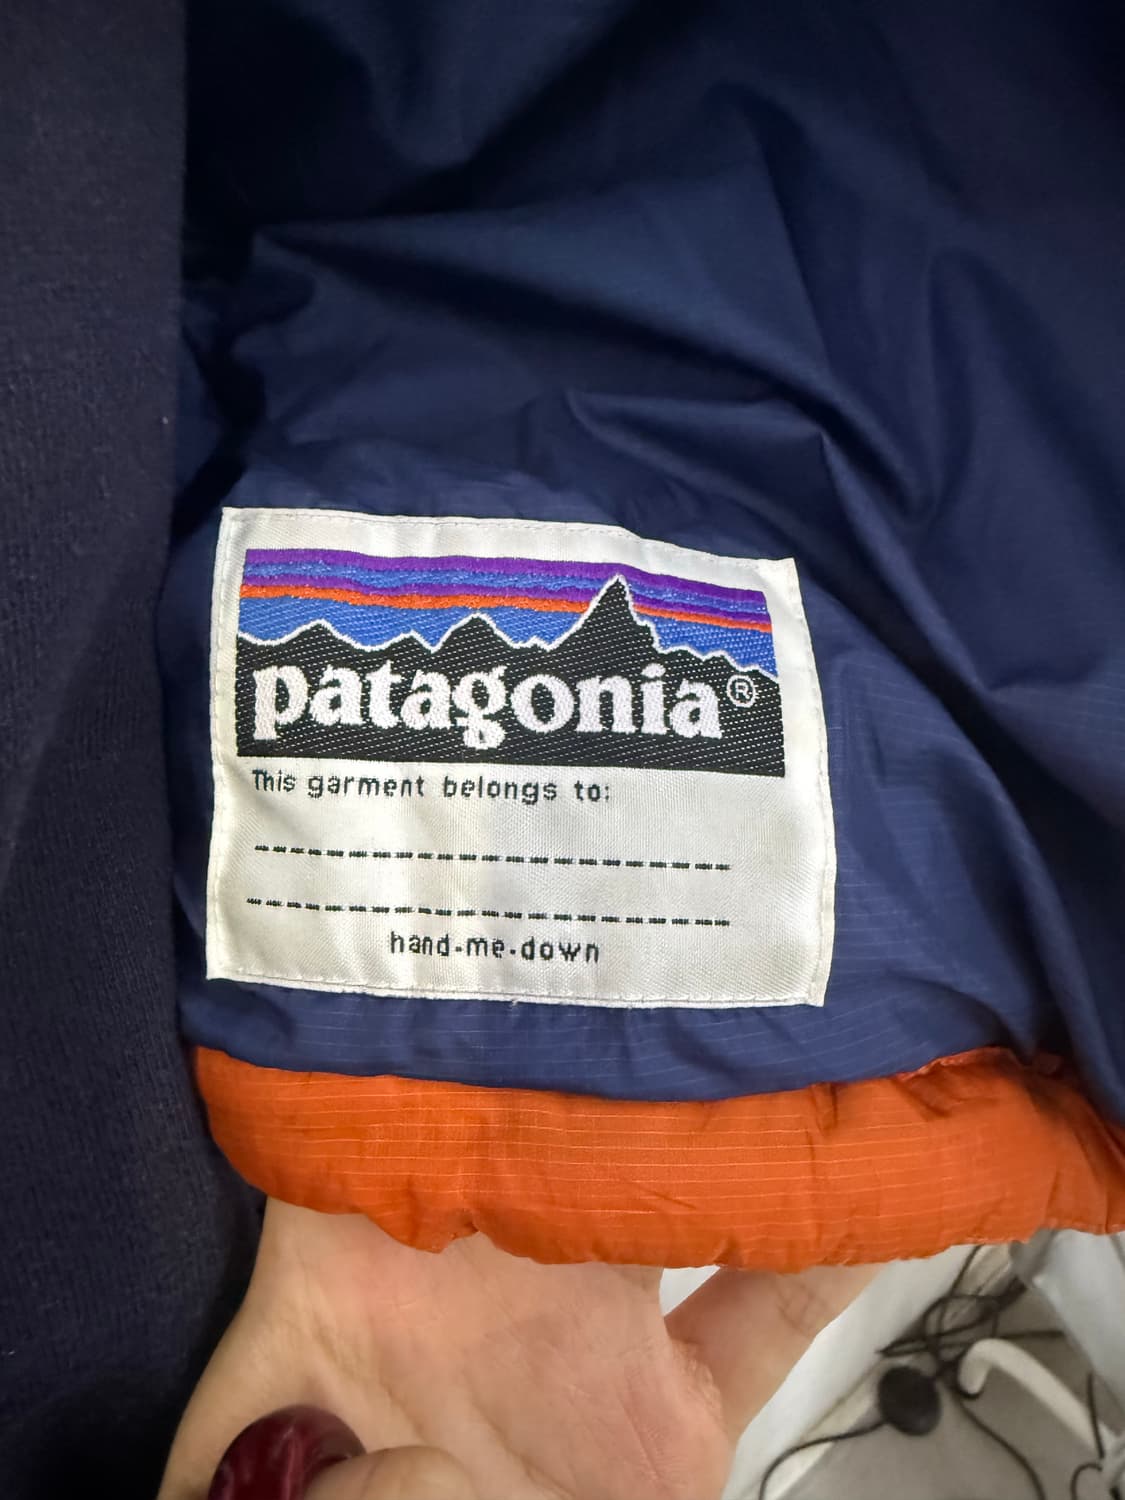 patagonia®
This garment belongs to:
hand-me-down